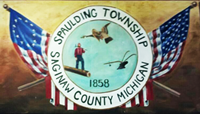 SPAULDING TOWNSHIP
1858
SAGINAW COUNTY MICHIGAN